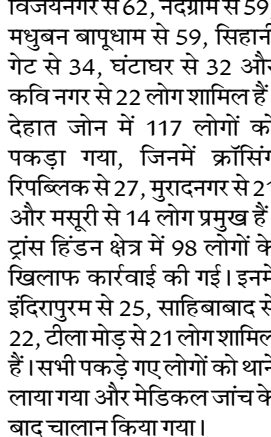 विजयनगर से 62, नंदग्राम से 59,
मधुबन बापूधाम से 59, सिहानी
गेट से 34, घंटाघर से 32 और
कवि नगर से 22 लोग शामिल हैं
देहात जोन में 117 लोगों को
पकड़ा गया, जिनमें क्रॉसिंग
रिपब्लिक से 27, मुरादनगर से 21
और मसूरी से 14 लोग प्रमुख हैं
ट्रांस हिंडन क्षेत्र में 98 लोगों के
खिलाफ कार्रवाई की गई। इनमें
इंदिरापुरम से 25, साहिबाबाद से
22, टीला मोड़ से 21 लोग शामिल
हैं। सभी पकड़े गए लोगों को थाने
लाया गया और मेडिकल जांच के
बाद चालान किया गया।